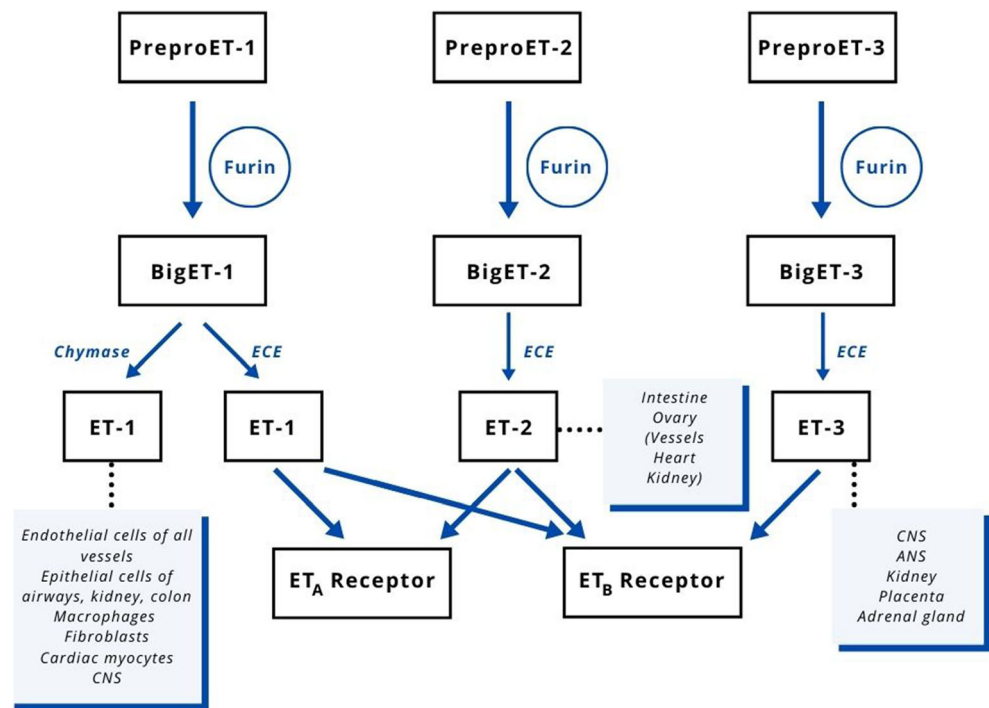 PreproET-1
PreproET-2
PreproET-3
Furin
Furin
Furin
BigET-1
BigET-2
BigET-3
Chymase
ECE
ECE
ECE
ET-1
ET-1
ET-2
ET-3
Intestine
Ovary
(Vessels
Heart
Kidney)
Endothelial cells of all
vessels
Epithelial cells of
airways, kidney, colon
Macrophages
Fibroblasts
Cardiac myocytes
CNS
ETA Receptor
ETB Receptor
CNS
ANS
Kidney
Placenta
Adrenal gland